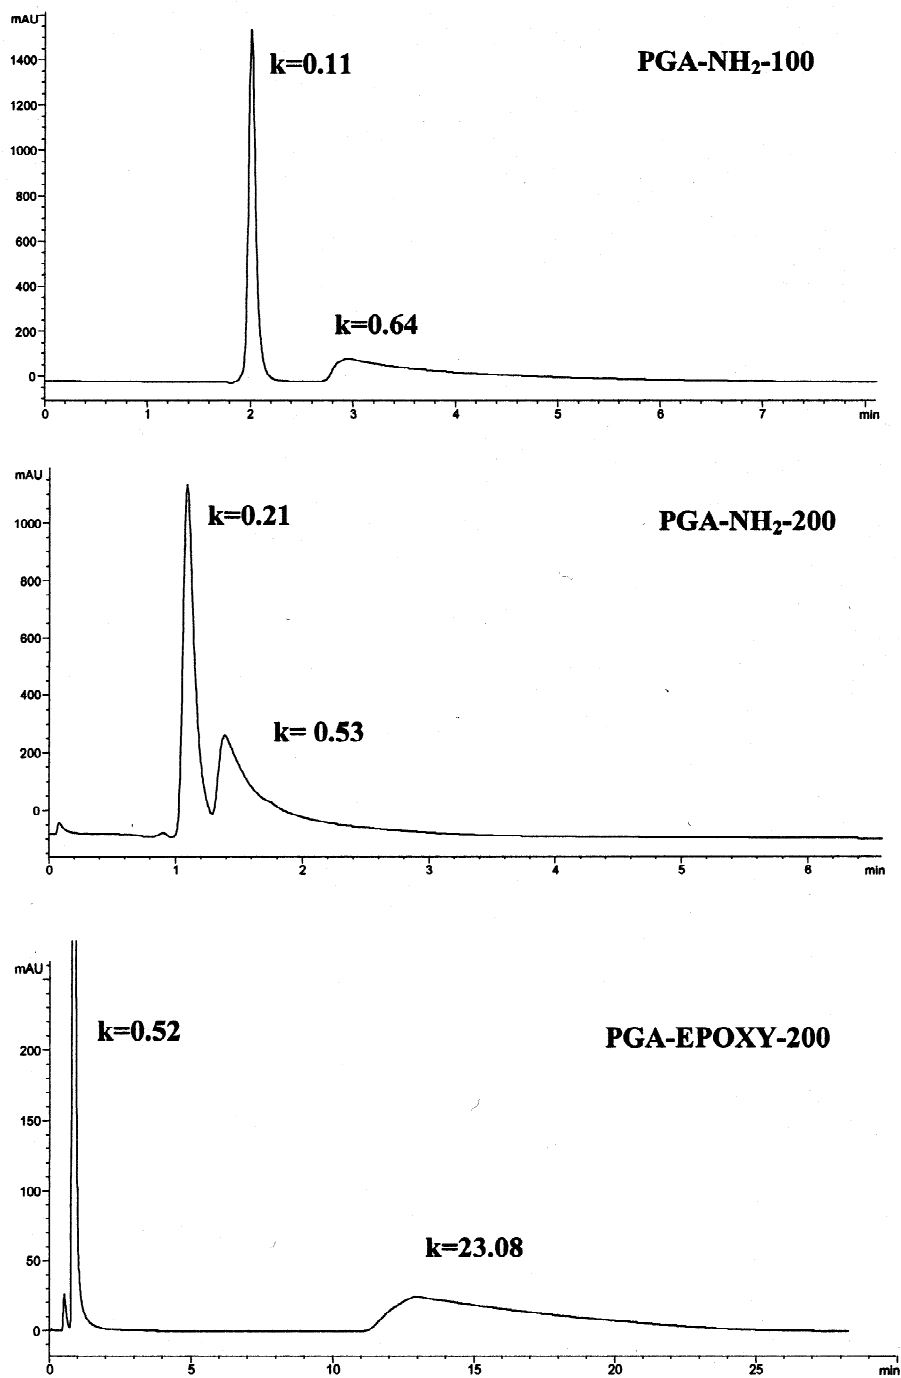 mAU
1400
1200
1000
800
600
400
200
0
k=0.11
PGA-NH₂-100
k=0.64
0 1 2 3 4 5 6 7 min
mAU
1000
800
600
400
200
0
k=0.21
PGA-NH₂-200
k= 0.53
0 1 2 3 4 5 6 min
mAU
200
150
100
50
0
k=0.52
PGA-EPOXY-200
k=23.08
0 5 10 15 20 25 min